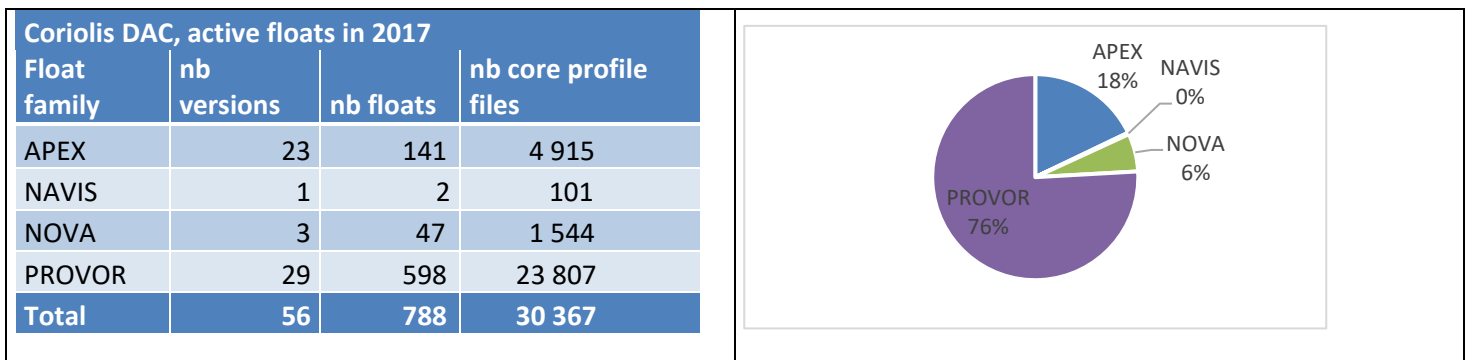 Coriolis DAC, active floats in 2017
Float family nb versions nb floats nb core profile files
APEX 23 141 4 915
NAVIS 1 2 101
NOVA 3 47 1 544
PROVOR 29 598 23 807
Total 56 788 30 367
APEX
18%
NAVIS
0%
NOVA
6%
PROVOR
76%